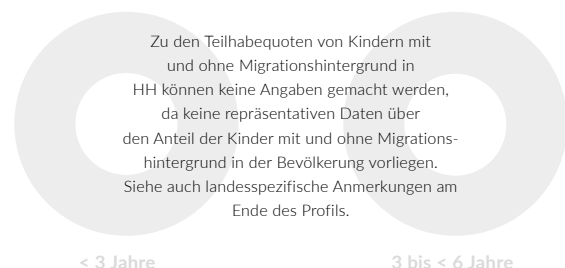 Zu den Teilhabequoten von Kindern mit
und ohne Migrationshintergrund in
HH können keine Angaben gemacht werden,
da keine repräsentativen Daten über
den Anteil der Kinder mit und ohne Migrations-
hintergrund in der Bevölkerung vorliegen.
Siehe auch landesspezifische Anmerkungen am
Ende des Profils.
< 3 Jahre
3 bis < 6 Jahre